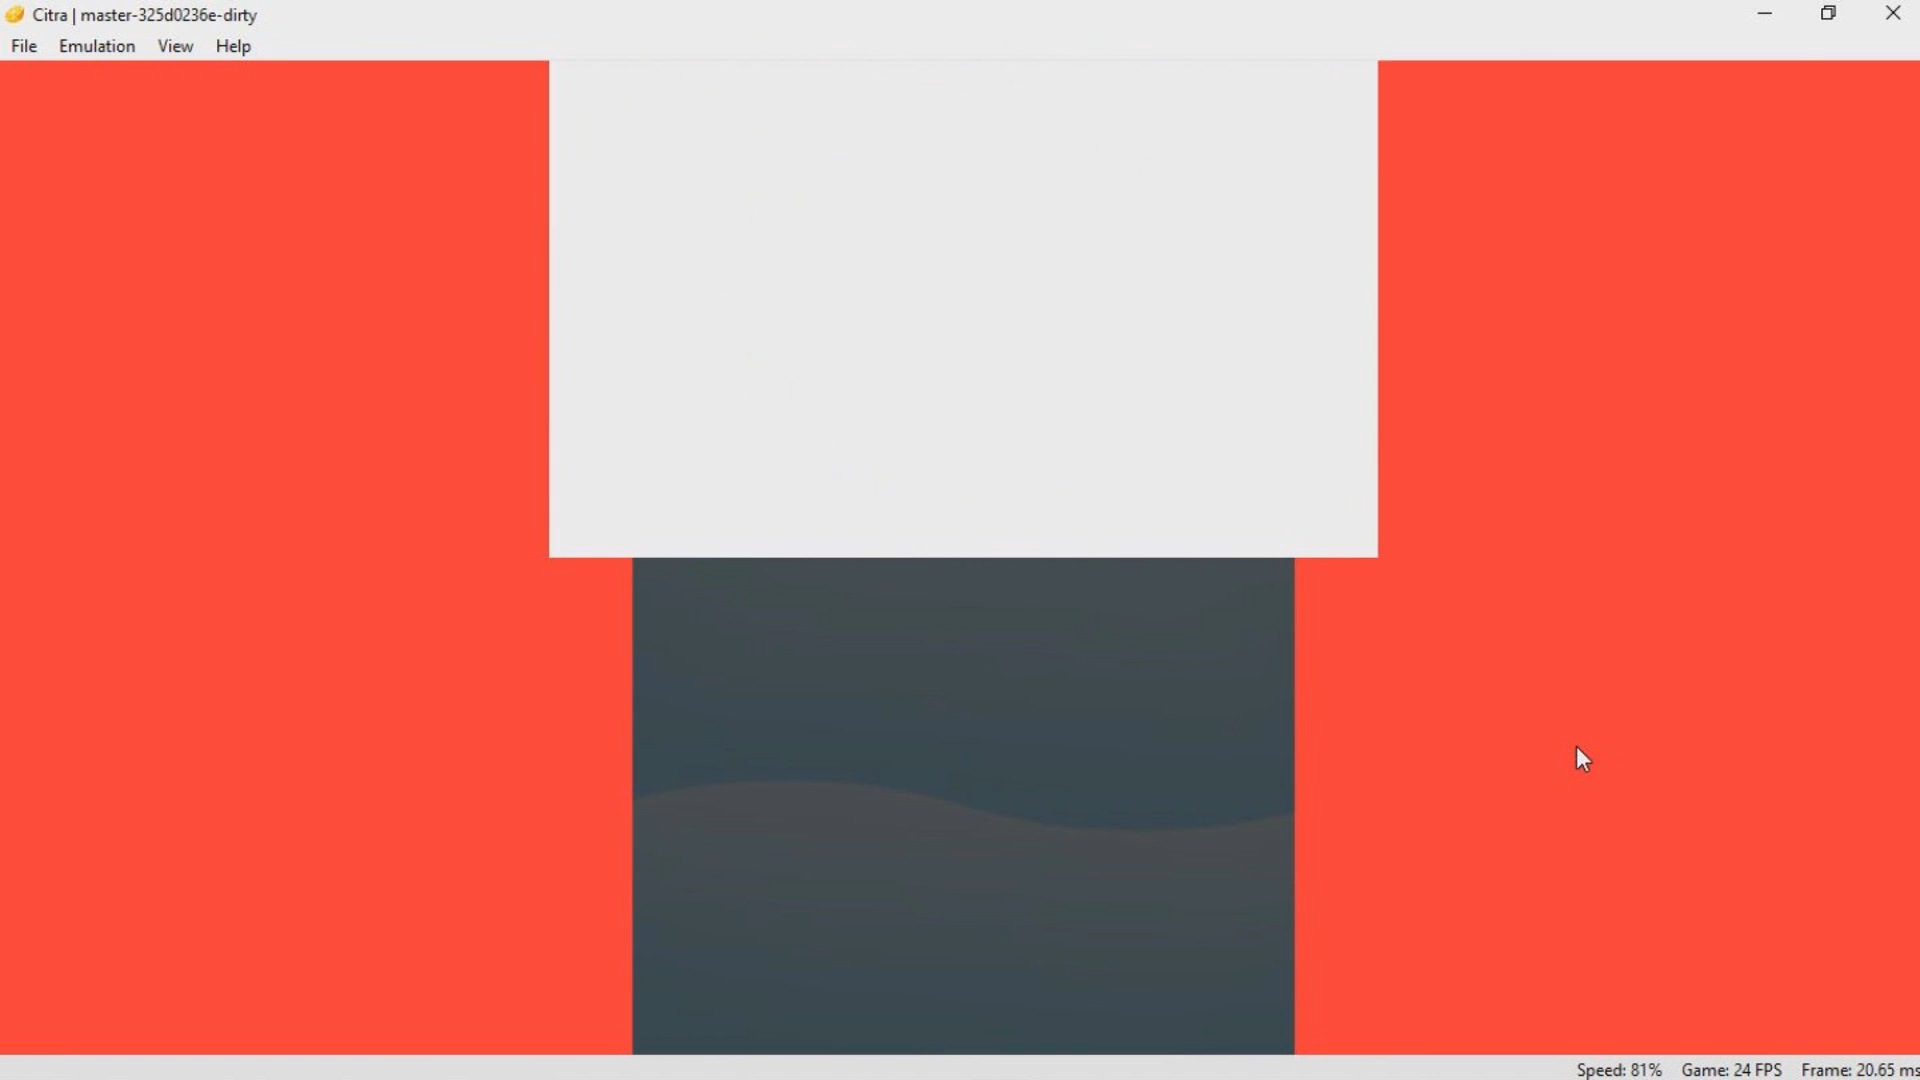 Citra | master-325d0236e-dirty
File Emulation View Help
Speed: 81% Game: 24 FPS Frame: 20.65 ms